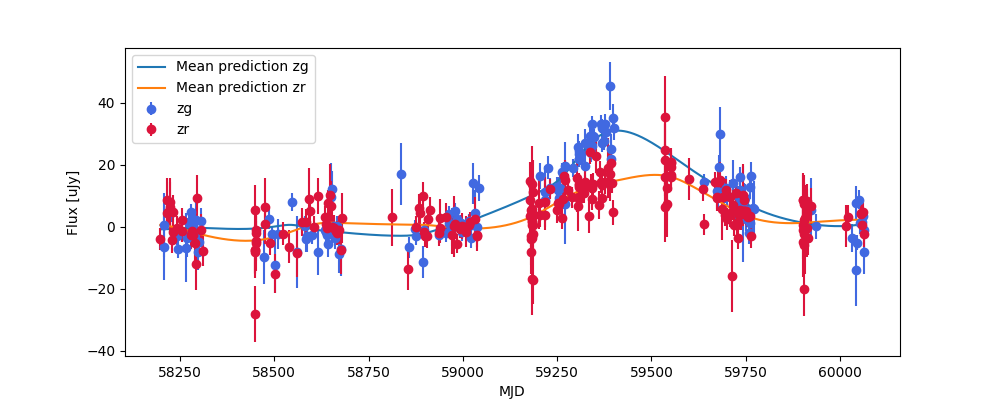 Mean prediction zg
Mean prediction zr
zg
zr
Flux [uJy]
40
20
0
−20
−40
58250
58500
58750
59000
59250
59500
59750
60000
MJD